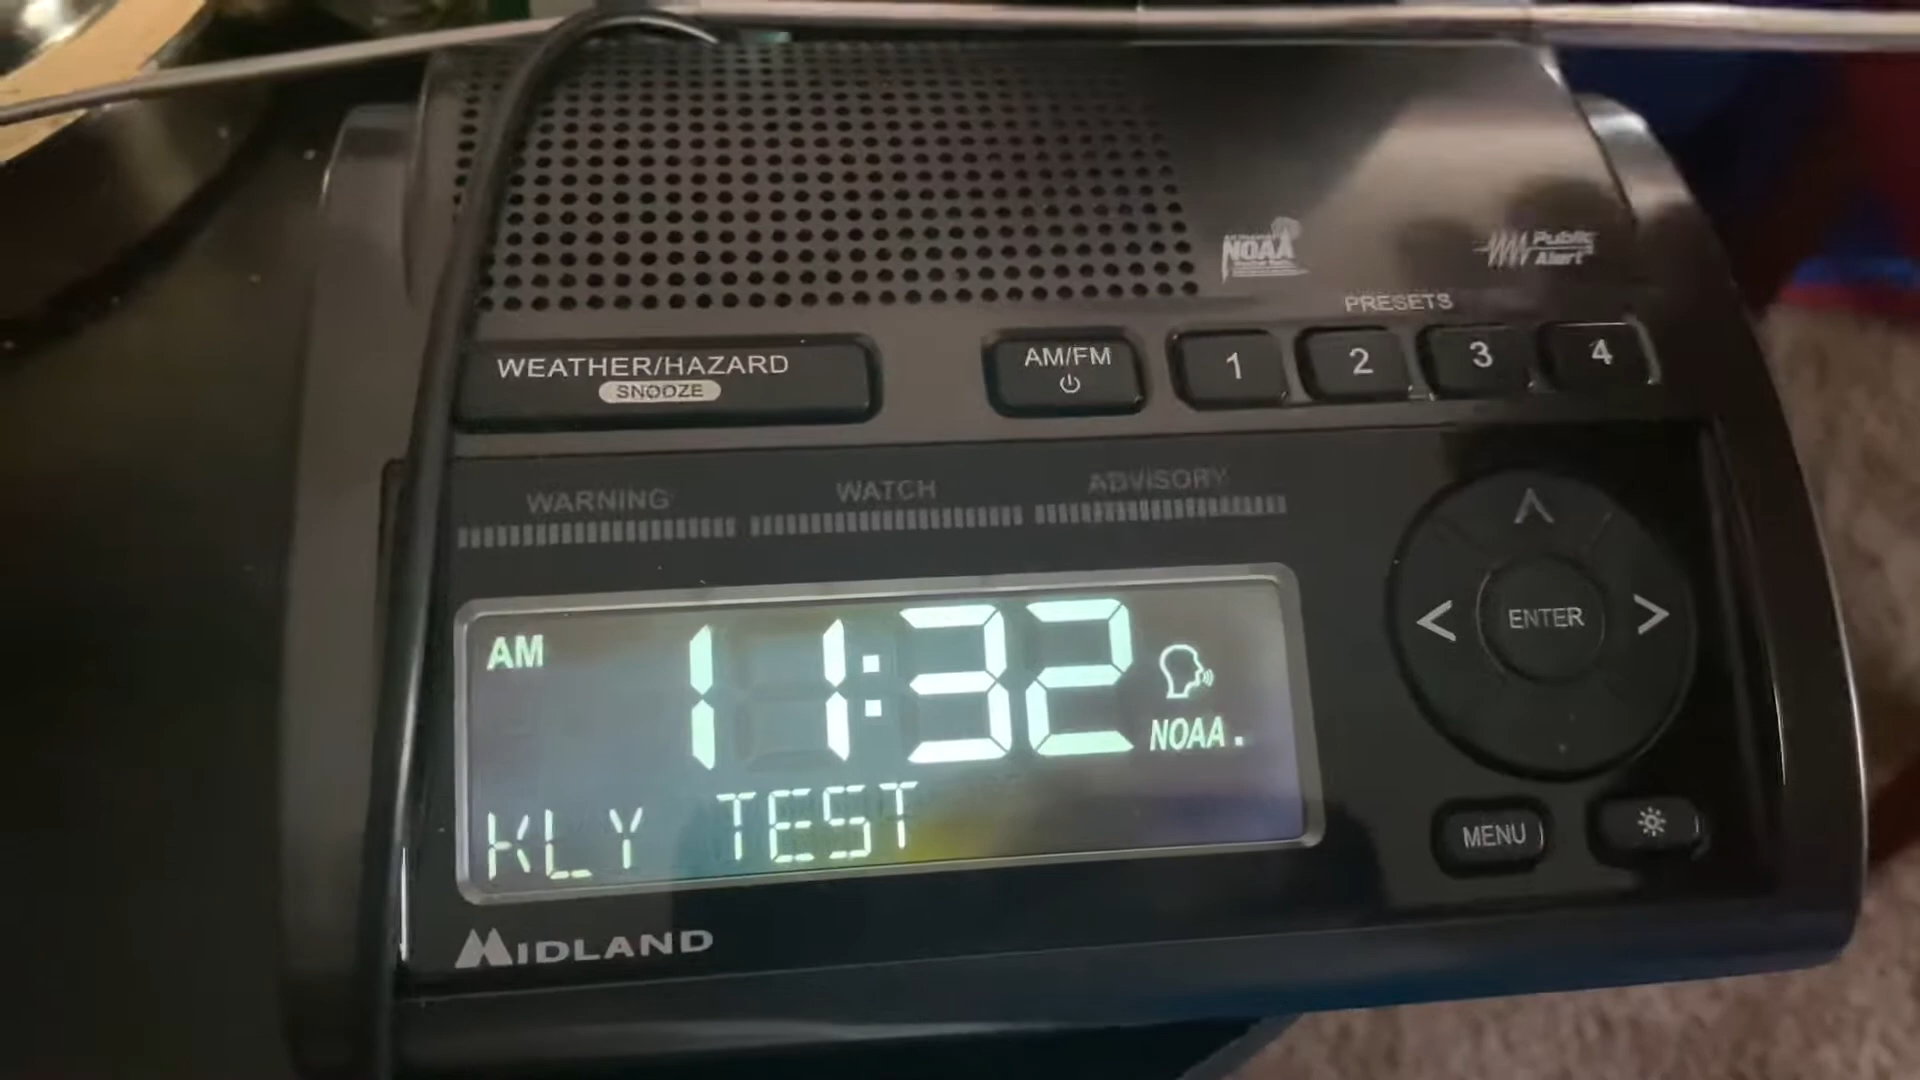 NOAA
Public
Alert
PRESETS
WEATHER/HAZARD
SNOOZE
AM/FM
1
2
3
4
WARNING
WATCH
ADVISORY
AM
11:32
NOAA.
KLY TEST
ENTER
MENU
MIDLAND